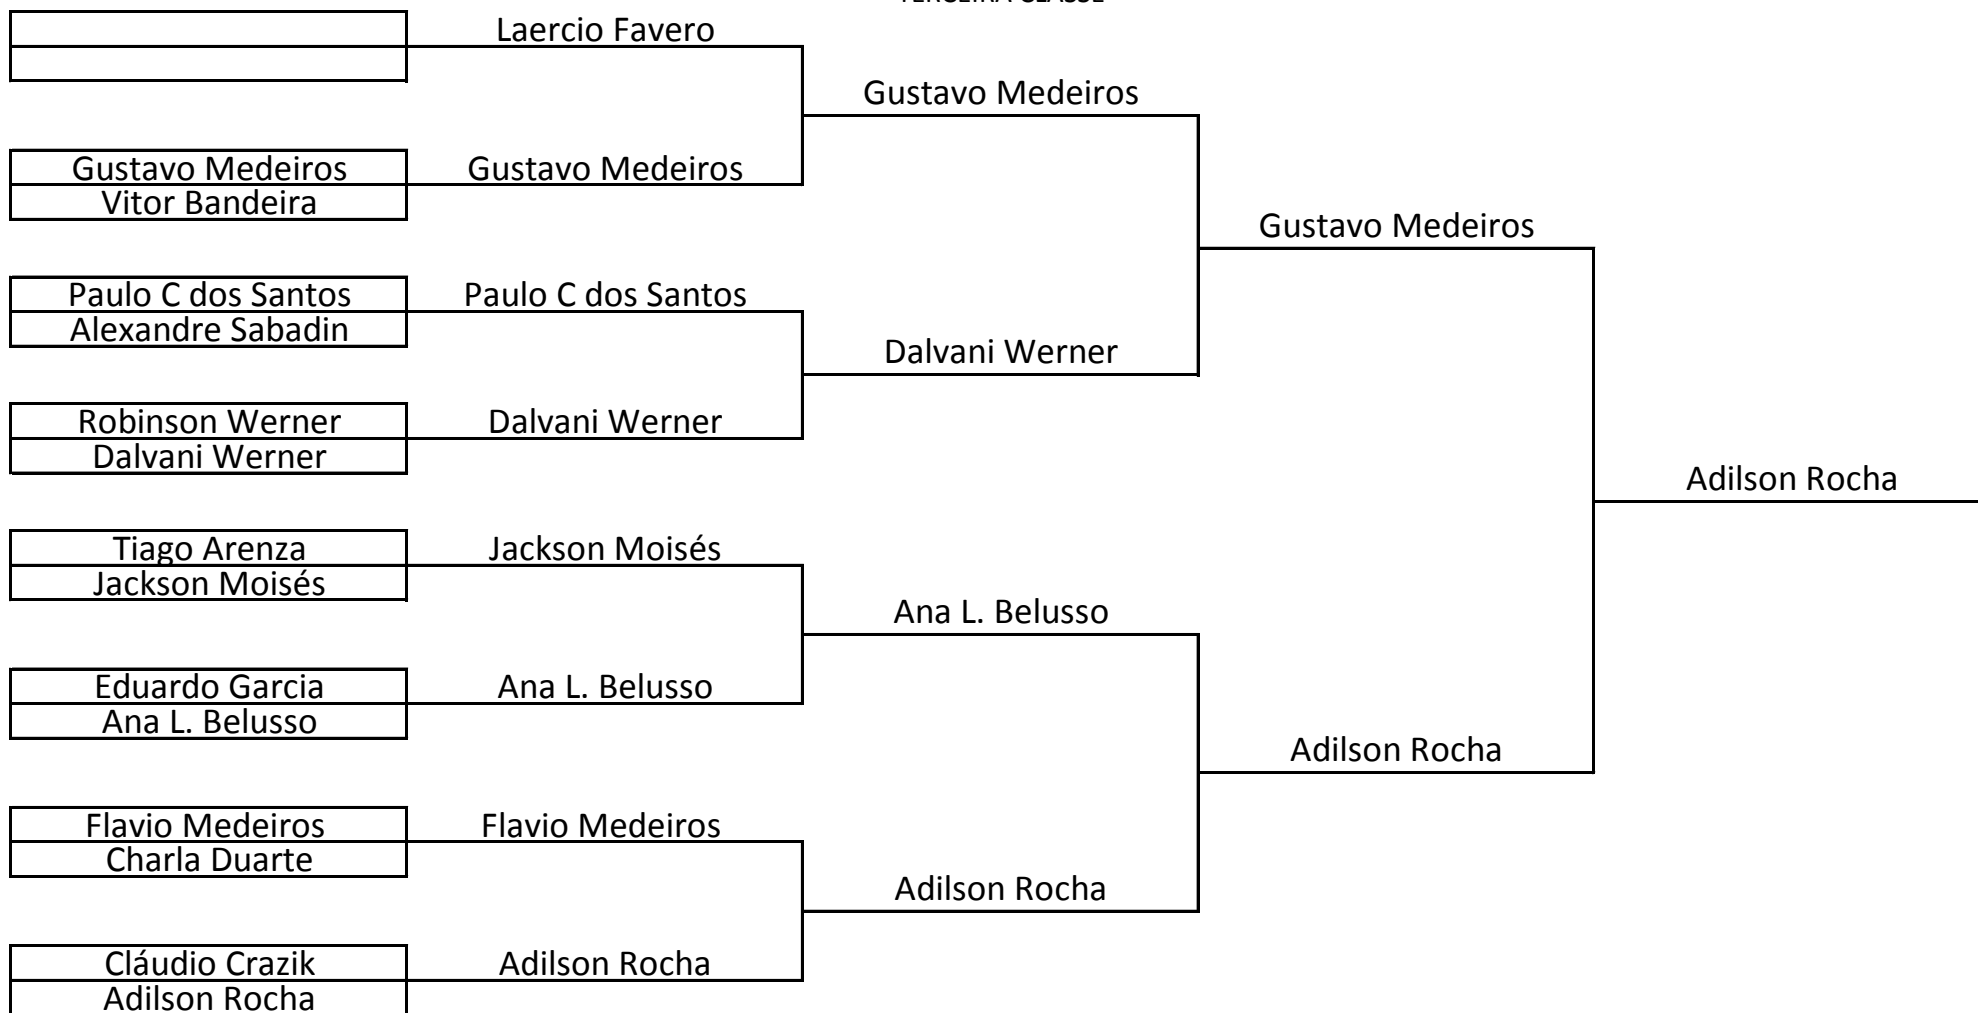 TERCEIRA CLASSE
Laercio Favero
Gustavo Medeiros
Gustavo Medeiros
Gustavo Medeiros
Vitor Bandeira
Gustavo Medeiros
Paulo C dos Santos
Paulo C dos Santos
Alexandre Sabadin
Dalvani Werner
Robinson Werner
Dalvani Werner
Dalvani Werner
Adilson Rocha
Tiago Arenza
Jackson Moisés
Jackson Moisés
Ana L. Belusso
Eduardo Garcia
Ana L. Belusso
Ana L. Belusso
Adilson Rocha
Flavio Medeiros
Flavio Medeiros
Charla Duarte
Adilson Rocha
Cláudio Crazik
Adilson Rocha
Adilson Rocha